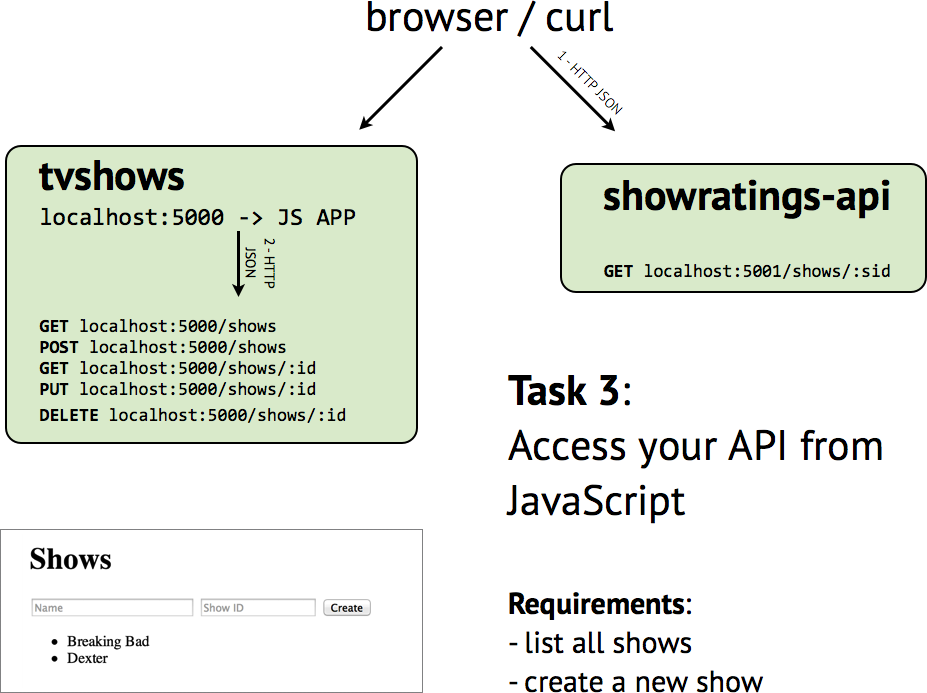 browser / curl
1 - HTTP JSON
tvshows
localhost:5000 -> JS APP
2 - HTTP
JSON
GET localhost:5000/shows
POST localhost:5000/shows
GET localhost:5000/shows/:id
PUT localhost:5000/shows/:id
DELETE localhost:5000/shows/:id
showratings-api
GET localhost:5001/shows/:sid
Task 3:
Access your API from
JavaScript
Requirements:
- list all shows
- create a new show
Shows
Name Show ID Create
• Breaking Bad
• Dexter